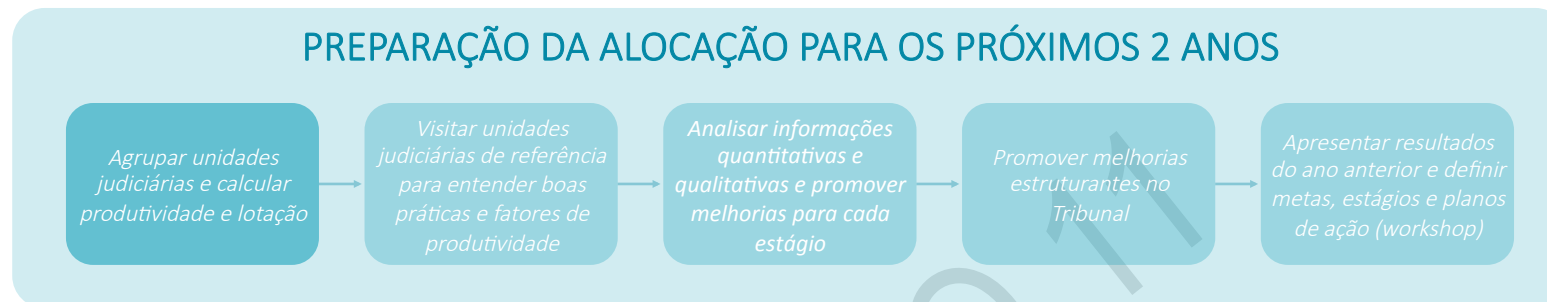 PREPARAÇÃO DA ALOCAÇÃO PARA OS PRÓXIMOS 2 ANOS
Agrupar unidades
judiciárias e calcular
produtividade e lotação
Visitar unidades
judiciárias de referência
para entender boas
práticas e fatores de
produtividade
Analisar informações
quantitativas e
qualitativas e promover
melhorias para cada
estágio
Promover melhorias
estruturantes no
Tribunal
Apresentar resultados
do ano anterior e definir
metas, estágios e planos
de ação (workshop)